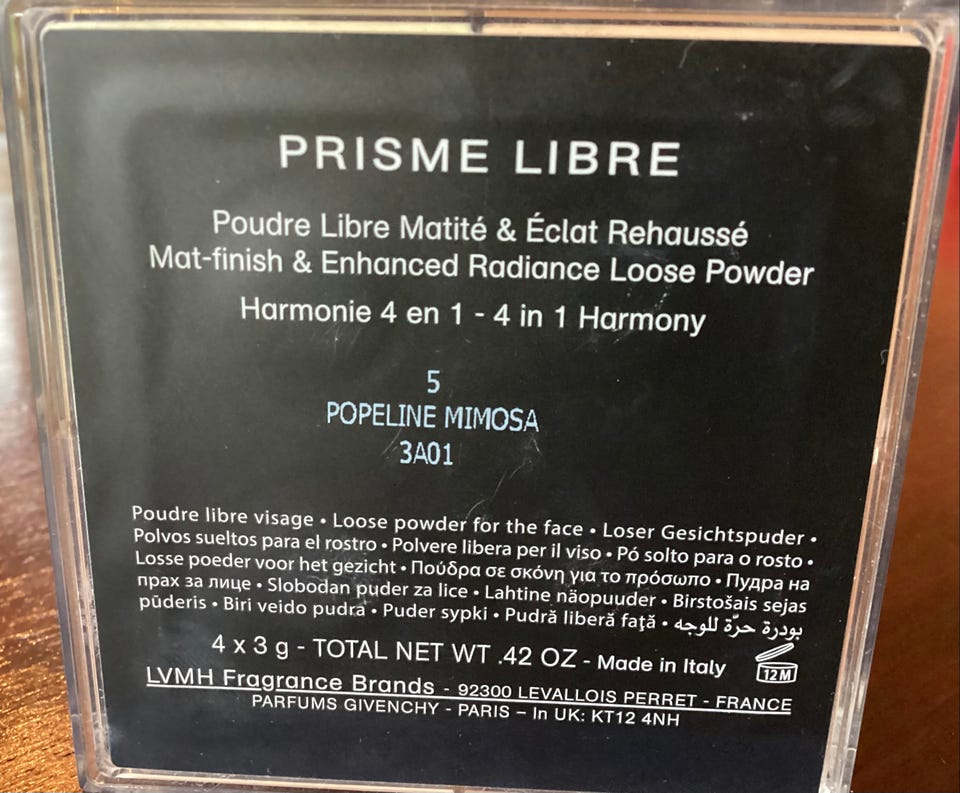 PRISME LIBRE
Poudre Libre Matité & Éclat Rehaussé
Mat-finish & Enhanced Radiance Loose Powder
Harmonie 4 en 1 - 4 in 1 Harmony
5
POPELINE MIMOSA
3A01
Poudre libre visage • Loose powder for the face • Loser Gesichtspuder •
Polvos sueltos para el rostro • Polvere libera per il viso • Pó solto para o rosto •
Losse poeder voor het gezicht • Πούδρα σε σκόνη για το πρόσωπο • Пудра на
прах за лице • Slobodan puder za lice • Lahtine näopuuder • Birstošais sejas
pūderis • Biri veido pudra • Puder sypki • Pudră liberă faţă • بودرة حرّة للوجه
4 x 3 g - TOTAL NET WT .42 OZ - Made in Italy 12M
LVMH Fragrance Brands - 92300 LEVALLOIS PERRET - FRANCE
PARFUMS GIVENCHY - PARIS – In UK: KT12 4NH